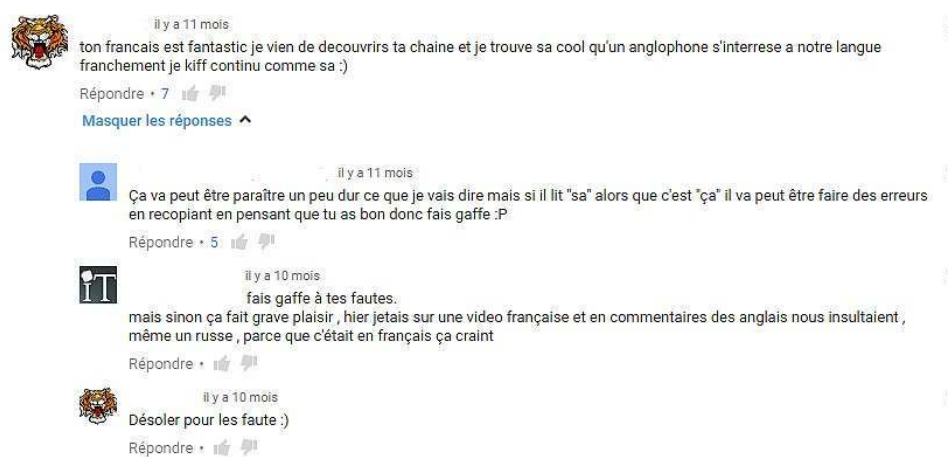 il y a 11 mois
ton francais est fantastic je vien de decouvrirs ta chaine et je trouve sa cool qu'un anglophone s'interrese a notre langue
franchement je kiff continu comme sa :)
Répondre • 7
Masquer les réponses
il y a 11 mois
Ça va peut être paraître un peu dur ce que je vais dire mais si il lit "sa" alors que c'est "ça" il va peut être faire des erreurs
en recopiant en pensant que tu as bon donc fais gaffe :P
Répondre • 5
iT
il y a 10 mois
fais gaffe à tes fautes.
mais sinon ça fait grave plaisir , hier jetais sur une video française et en commentaires des anglais nous insultaient ,
même un russe , parce que c'était en français ça craint
Répondre •
il y a 10 mois
Désoler pour les faute :)
Répondre •